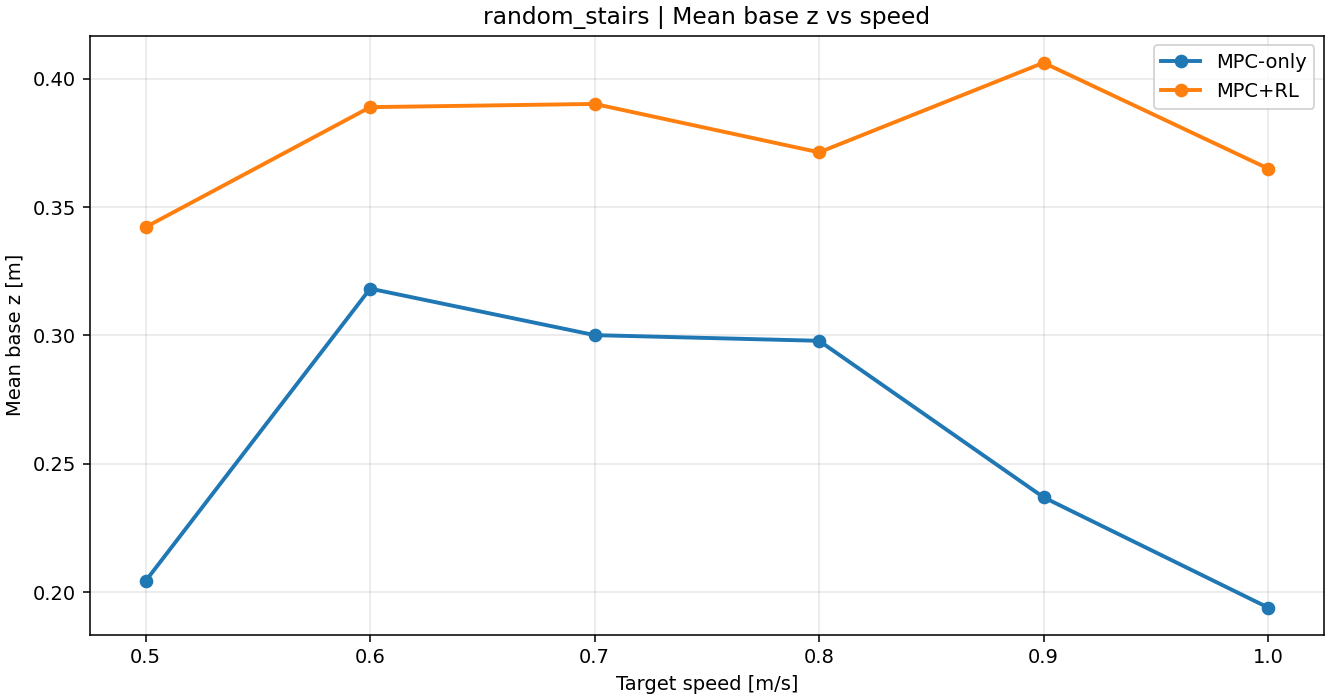 random_stairs | Mean base z vs speed
MPC-only
MPC+RL
Mean base z [m]
0.40
0.35
0.30
0.25
0.20
0.5 0.6 0.7 0.8 0.9 1.0
Target speed [m/s]